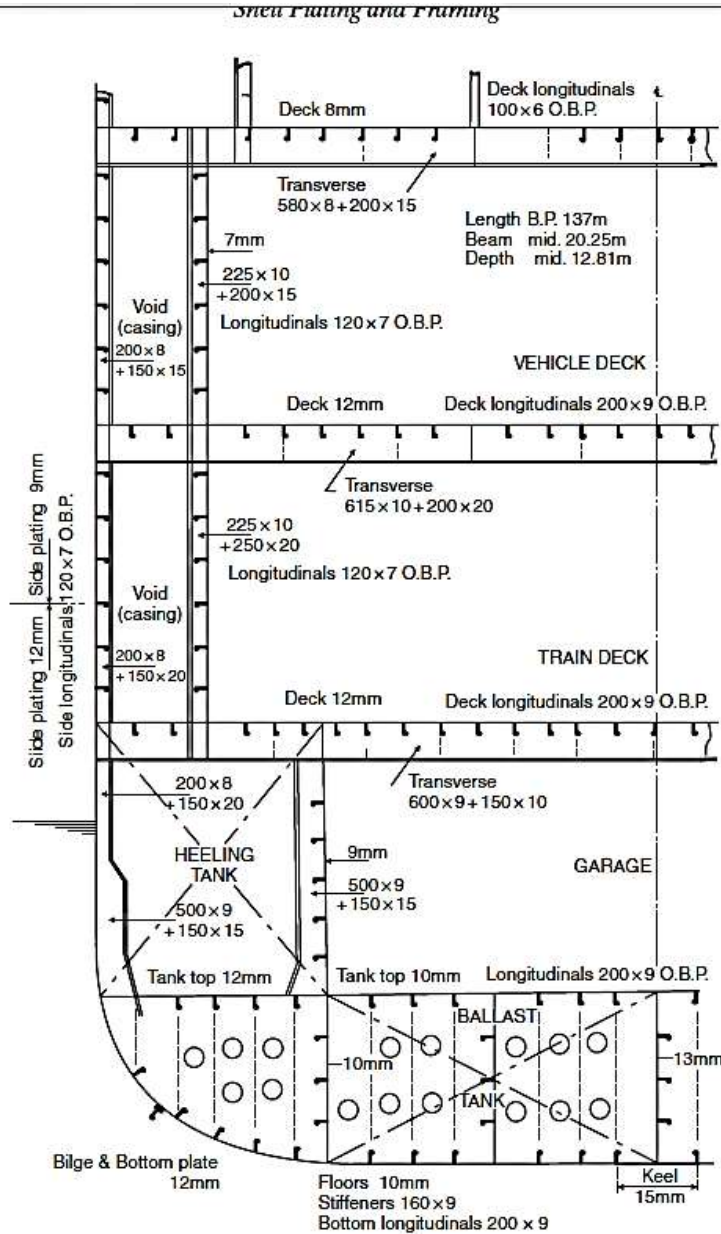 Shell Plating and Framing
Deck longitudinals
100×6 O.B.P.
℄
Deck 8mm
Transverse
580×8+200×15
Length B.P. 137m
Beam mid. 20.25m
Depth mid. 12.81m
7mm
225×10
+200×15
Void
(casing)
Longitudinals 120×7 O.B.P.
200×8
+150×15
VEHICLE DECK
Deck 12mm
Deck longitudinals 200×9 O.B.P.
Transverse
615×10+200×20
Side plating 9mm
Side plating 12mm
Side longitudinals 120×7 O.B.P.
225×10
+250×20
Longitudinals 120×7 O.B.P.
Void
(casing)
200×8
+150×20
TRAIN DECK
Deck 12mm
Deck longitudinals 200×9 O.B.P.
Transverse
600×9+150×10
200×8
+150×20
HEELING
TANK
9mm
GARAGE
500×9
+150×15
500×9
+150×15
Tank top 12mm
Tank top 10mm
Longitudinals 200×9 O.B.P.
BALLAST
TANK
10mm
13mm
Bilge & Bottom plate
12mm
Floors 10mm
Stiffeners 160×9
Bottom longitudinals 200 × 9
Keel
15mm